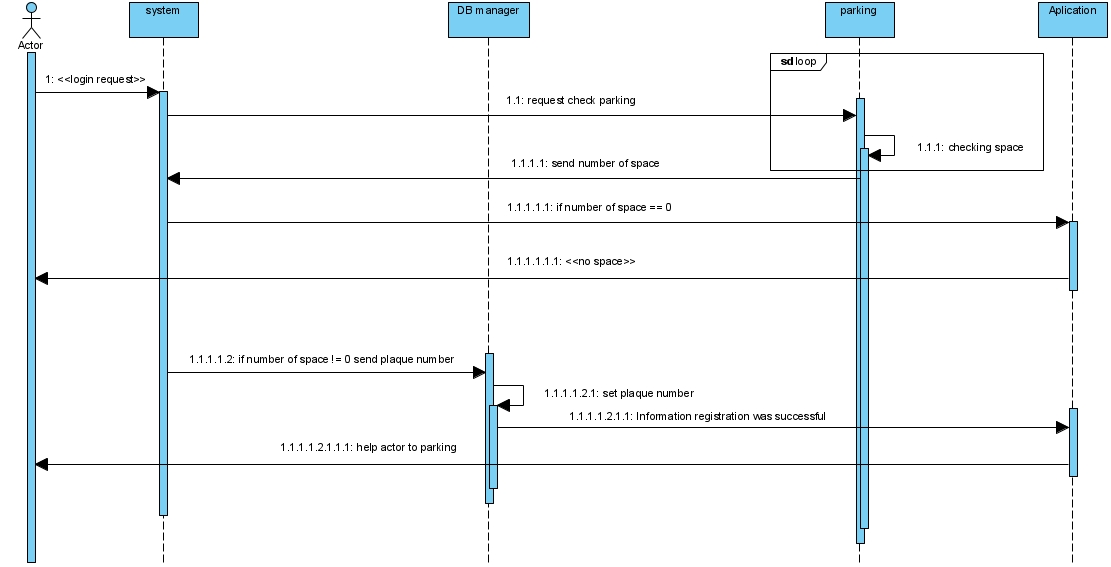 system
DB manager
parking
Aplication
Actor
sd loop
1: <<login request>>
1.1: request check parking
1.1.1: checking space
1.1.1.1: send number of space
1.1.1.1.1: if number of space == 0
1.1.1.1.1.1: <<no space>>
1.1.1.1.2: if number of space != 0 send plaque number
1.1.1.1.2.1: set plaque number
1.1.1.1.2.1.1: Information registration was successful
1.1.1.1.2.1.1.1: help actor to parking